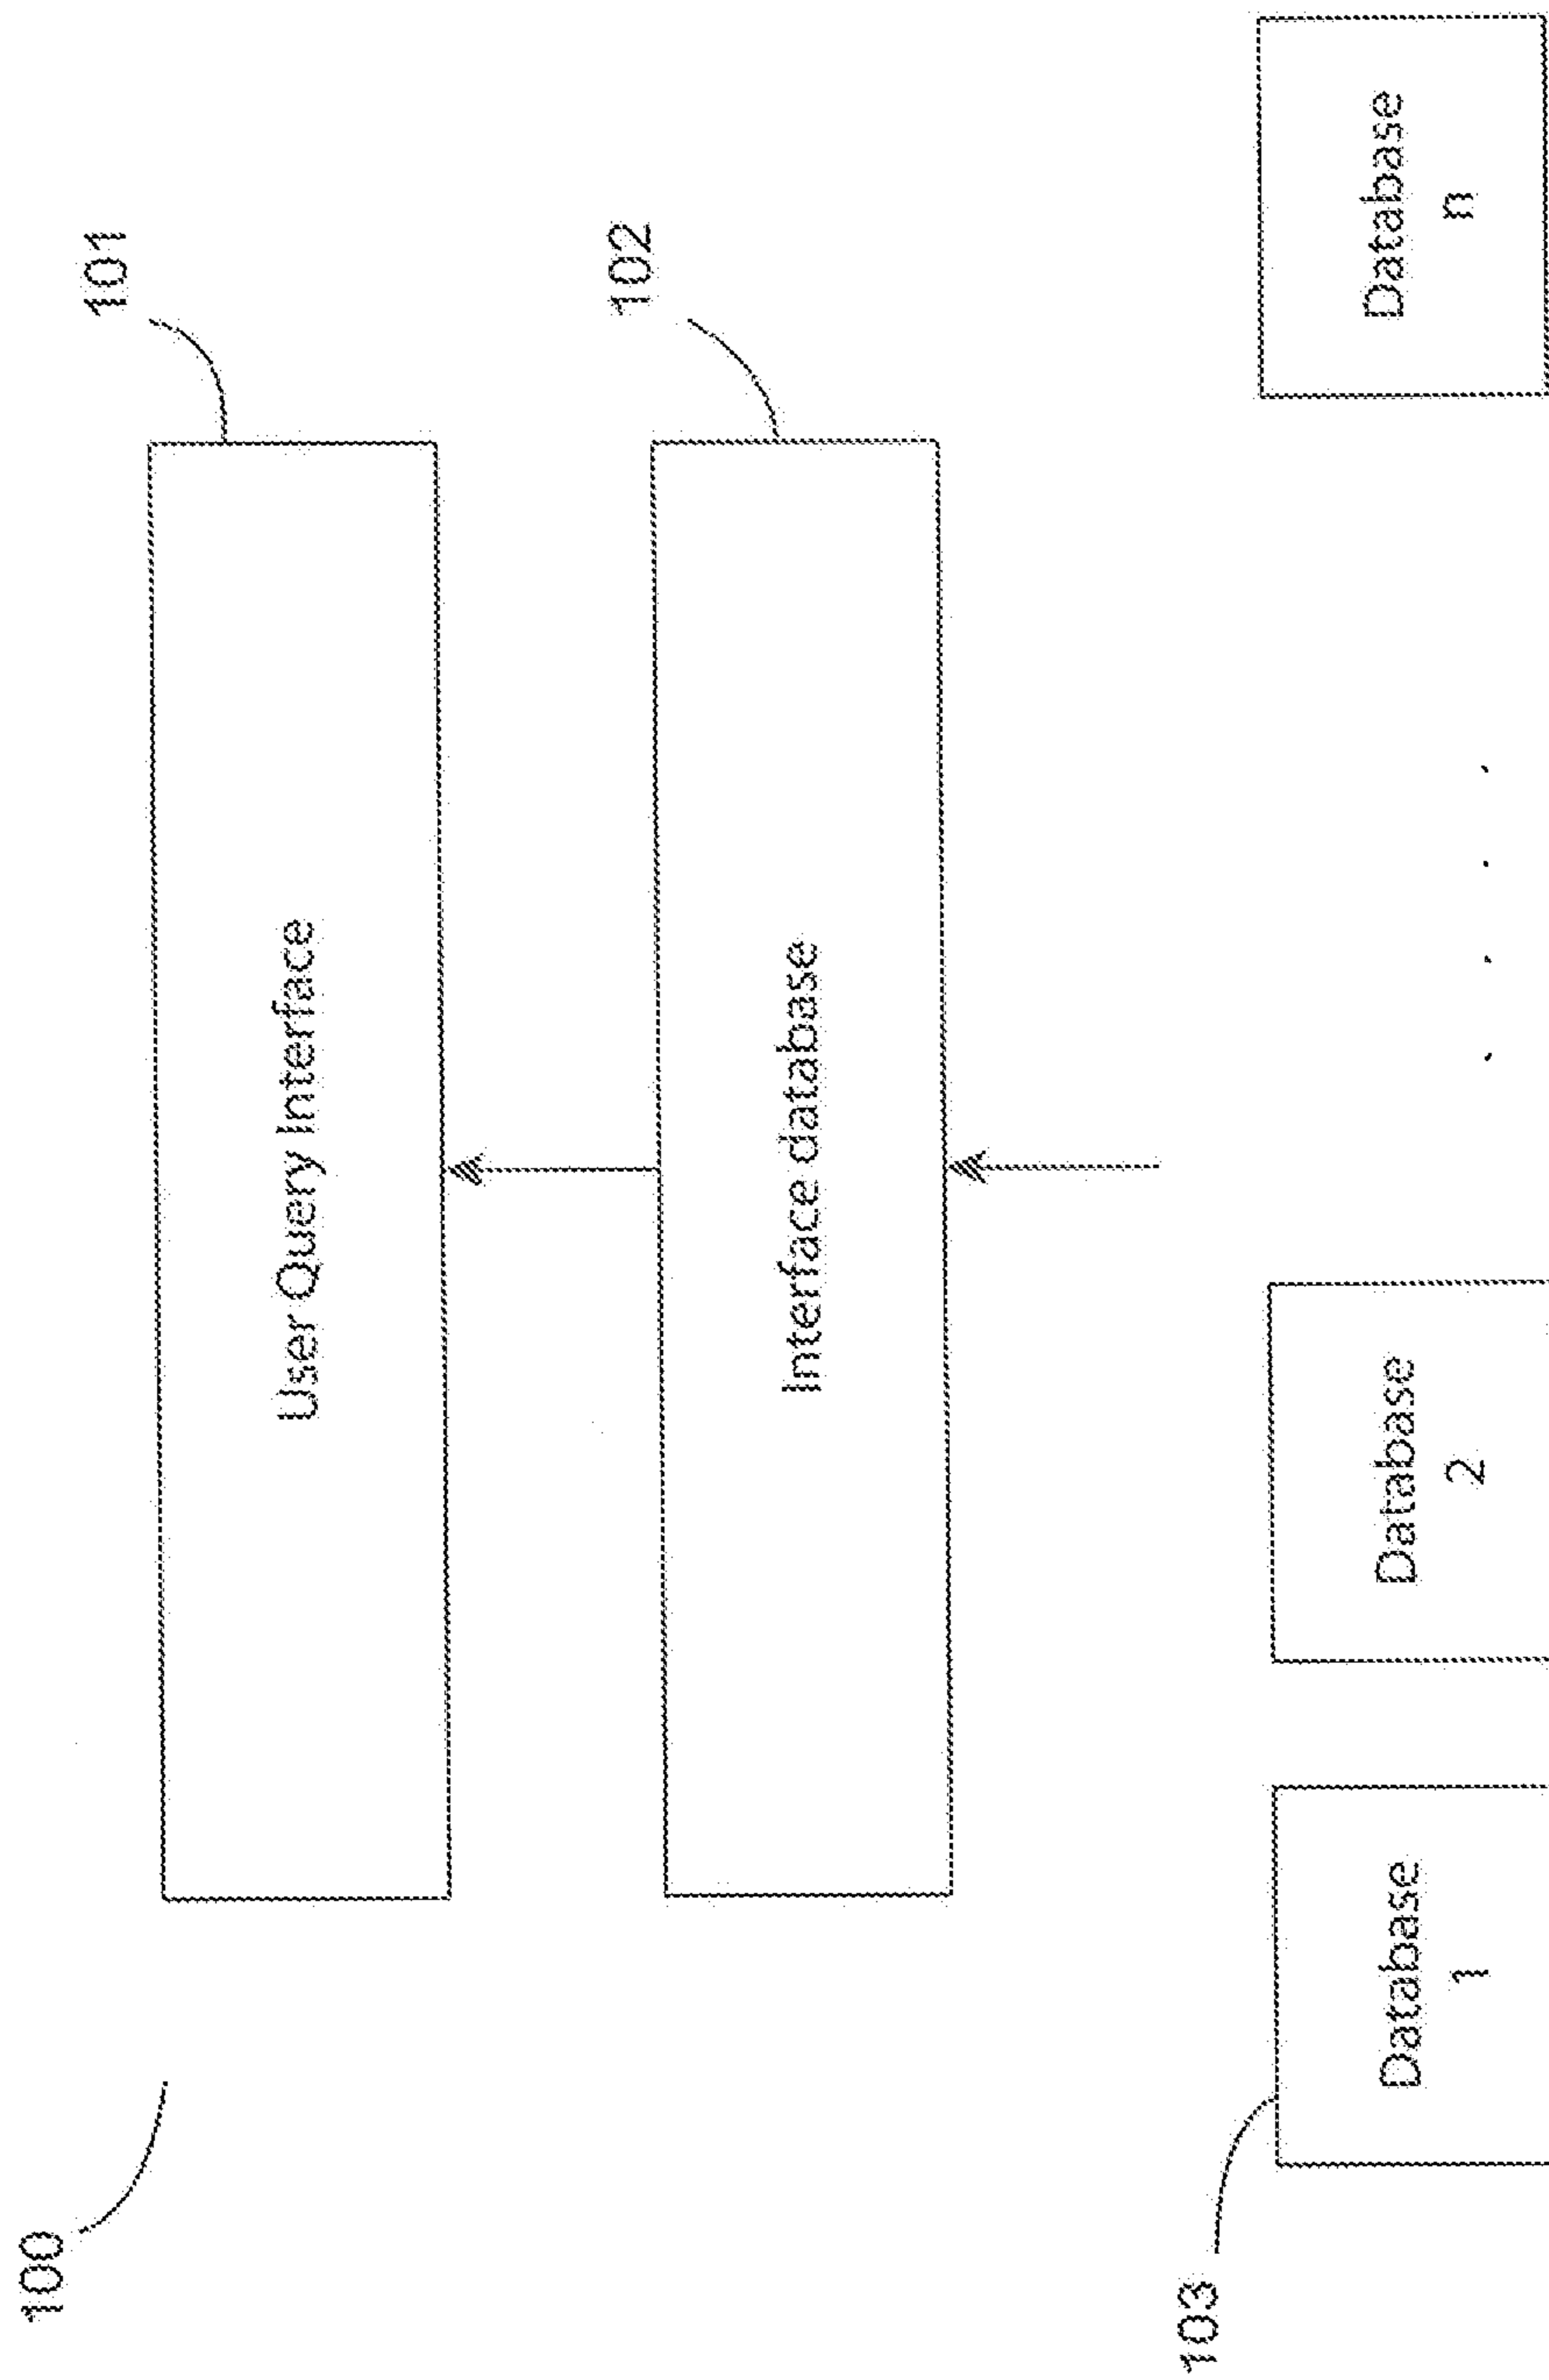 100
101
User Query Interface
102
Interface database
103
Database
1
Database
2
. . . .
Database
n